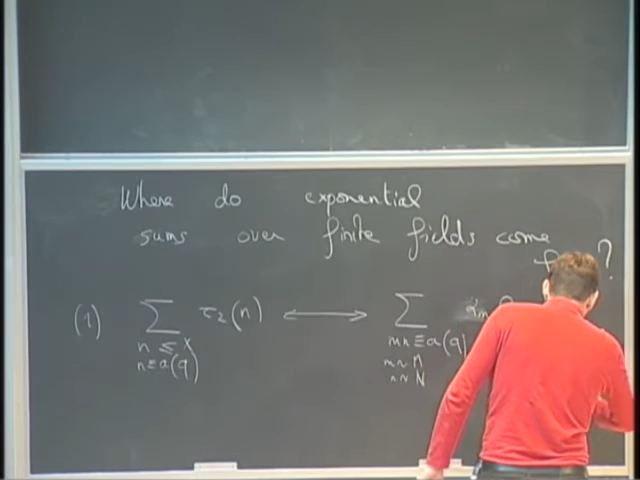 Where do exponential
sums over finite fields come
?
(1) ∑ τ₂(n) ⟷ ∑
n ≤ x mn ≡ a(q)
n ≡ a(q) m ~ M
n ~ N